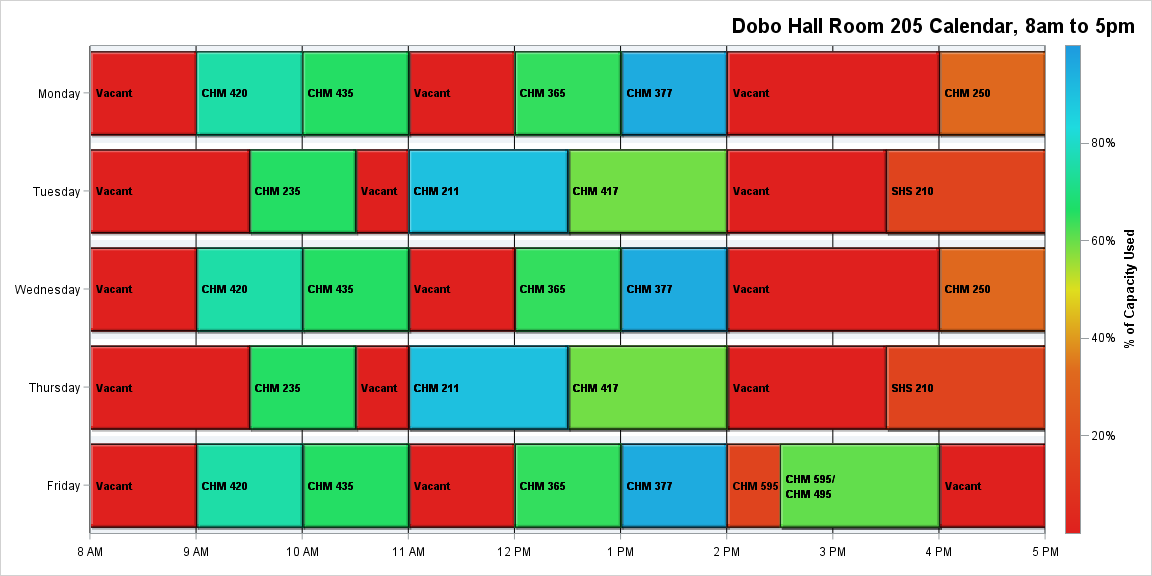 Dobo Hall Room 205 Calendar, 8am to 5pm
Monday
Vacant
CHM 420
CHM 435
Vacant
CHM 365
CHM 377
Vacant
CHM 250
Tuesday
Vacant
CHM 235
Vacant
CHM 211
CHM 417
Vacant
SHS 210
Wednesday
Vacant
CHM 420
CHM 435
Vacant
CHM 365
CHM 377
Vacant
CHM 250
Thursday
Vacant
CHM 235
Vacant
CHM 211
CHM 417
Vacant
SHS 210
Friday
Vacant
CHM 420
CHM 435
Vacant
CHM 365
CHM 377
CHM 595
CHM 595/
CHM 495
Vacant
8 AM
9 AM
10 AM
11 AM
12 PM
1 PM
2 PM
3 PM
4 PM
5 PM
80%
60%
40%
20%
% of Capacity Used